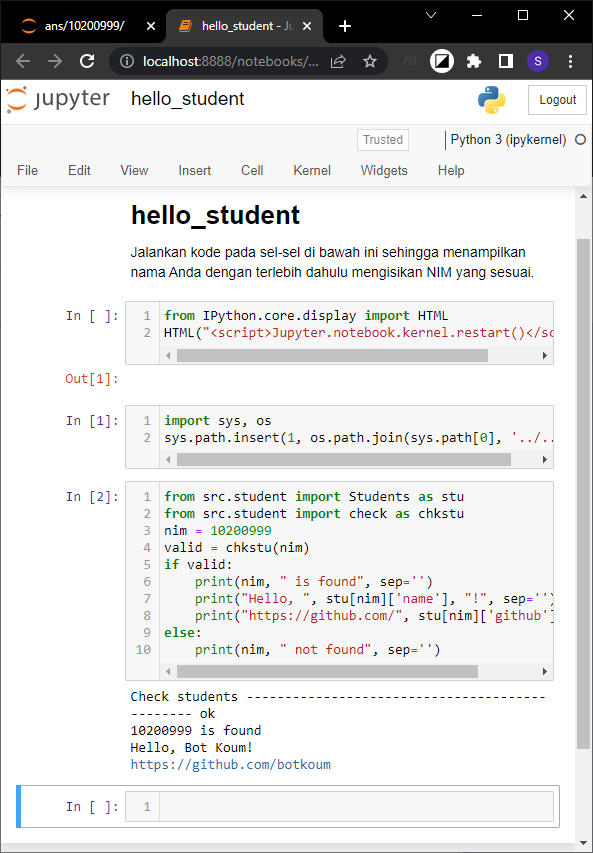 ans/10200999/
hello_student - Ju
localhost:8888/notebooks/...
S
jupyter hello_student
Logout
Trusted
Python 3 (ipykernel)
File Edit View Insert Cell Kernel Widgets Help
hello_student
Jalankan kode pada sel-sel di bawah ini sehingga menampilkan
nama Anda dengan terlebih dahulu mengisikan NIM yang sesuai.
In [ ]:
1 from IPython.core.display import HTML
2 HTML("<script>Jupyter.notebook.kernel.restart()</sc
Out[1]:
In [1]:
1 import sys, os
2 sys.path.insert(1, os.path.join(sys.path[0], '../..
In [2]:
1 from src.student import Students as stu
2 from src.student import check as chkstu
3 nim = 10200999
4 valid = chkstu(nim)
5 if valid:
6     print(nim, " is found", sep='')
7     print("Hello, ", stu[nim]['name'], "!", sep='')
8     print("https://github.com/", stu[nim]['github']
9 else:
10     print(nim, " not found", sep='')
Check students ---------------------------------------
-------- ok
10200999 is found
Hello, Bot Koum!
https://github.com/botkoum
In [ ]:
1